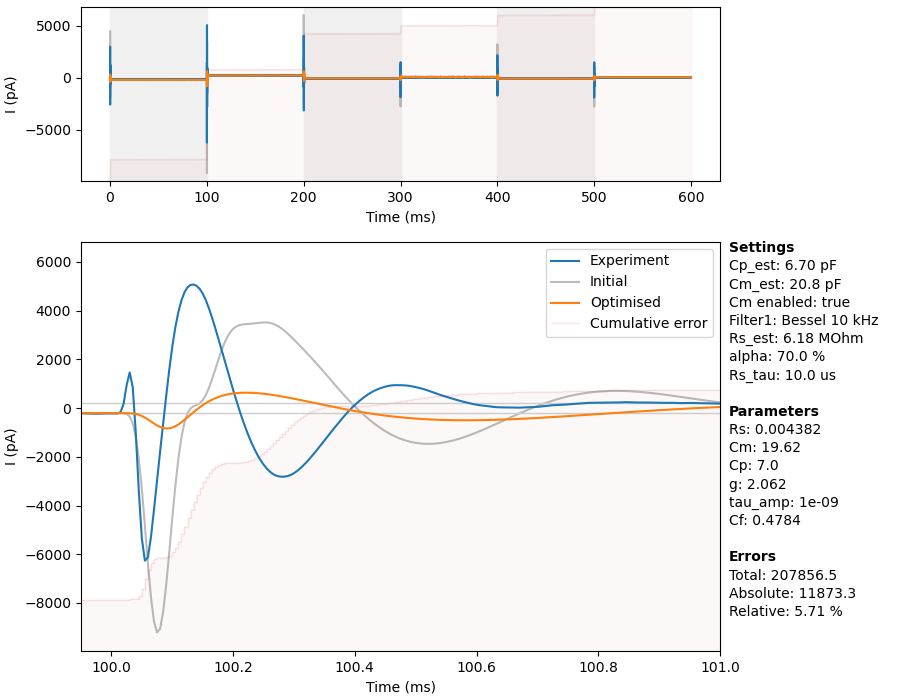 5000
0
−5000
I (pA)
0
100
200
300
400
500
600
Time (ms)
6000
4000
2000
0
−2000
−4000
−6000
−8000
I (pA)
100.0
100.2
100.4
100.6
100.8
101.0
Time (ms)
Experiment
Initial
Optimised
Cumulative error
Settings
Cp_est: 6.70 pF
Cm_est: 20.8 pF
Cm enabled: true
Filter1: Bessel 10 kHz
Rs_est: 6.18 MOhm
alpha: 70.0 %
Rs_tau: 10.0 us
Parameters
Rs: 0.004382
Cm: 19.62
Cp: 7.0
g: 2.062
tau_amp: 1e-09
Cf: 0.4784
Errors
Total: 207856.5
Absolute: 11873.3
Relative: 5.71 %